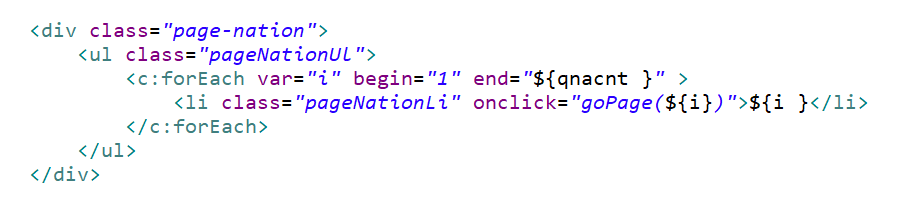 <div class="page-nation">
<ul class="pageNationUl">
<c:forEach var="i" begin="1" end="${qnacnt }" >
<li class="pageNationLi" onclick="goPage(${i})">${i }</li>
</c:forEach>
</ul>
</div>